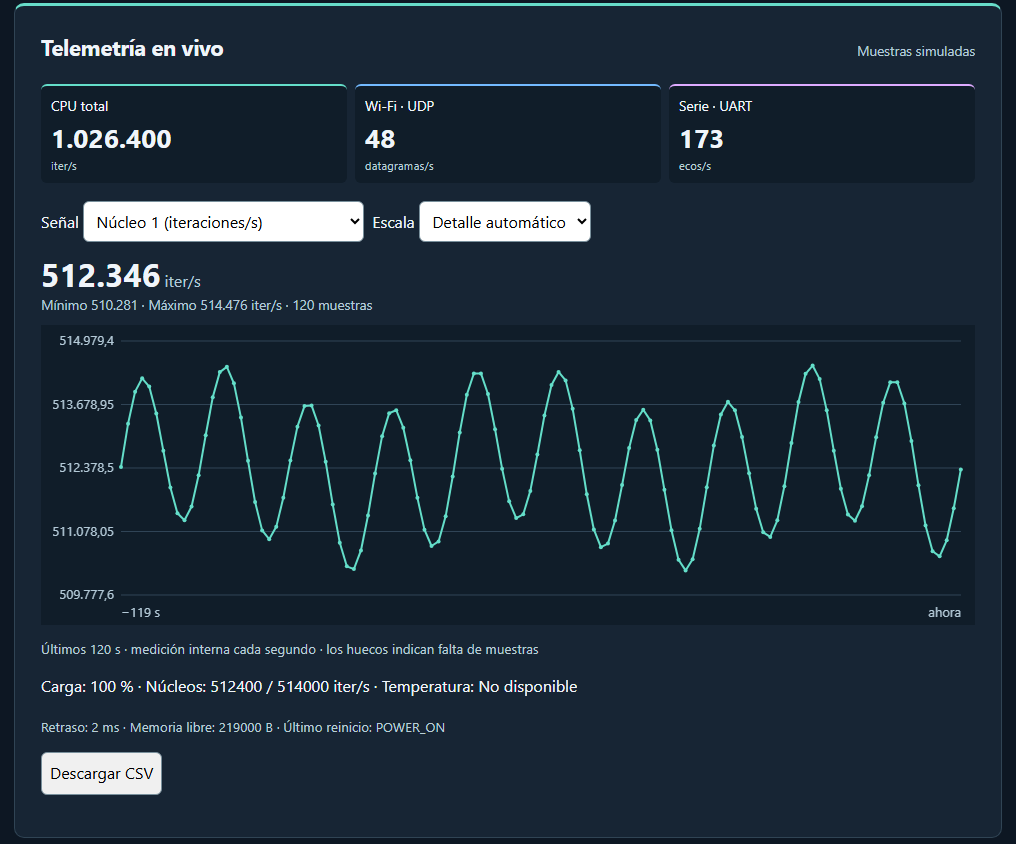 Telemetría en vivo
Muestras simuladas
CPU total
1.026.400
iter/s
Wi-Fi · UDP
48
datagramas/s
Serie · UART
173
ecos/s
Señal Núcleo 1 (iteraciones/s) Escala Detalle automático
512.346 iter/s
Mínimo 510.281 · Máximo 514.476 iter/s · 120 muestras
514.979,4
513.678,95
512.378,5
511.078,05
509.777,6
−119 s
ahora
Últimos 120 s · medición interna cada segundo · los huecos indican falta de muestras
Carga: 100 % · Núcleos: 512400 / 514000 iter/s · Temperatura: No disponible
Retraso: 2 ms · Memoria libre: 219000 B · Último reinicio: POWER_ON
Descargar CSV